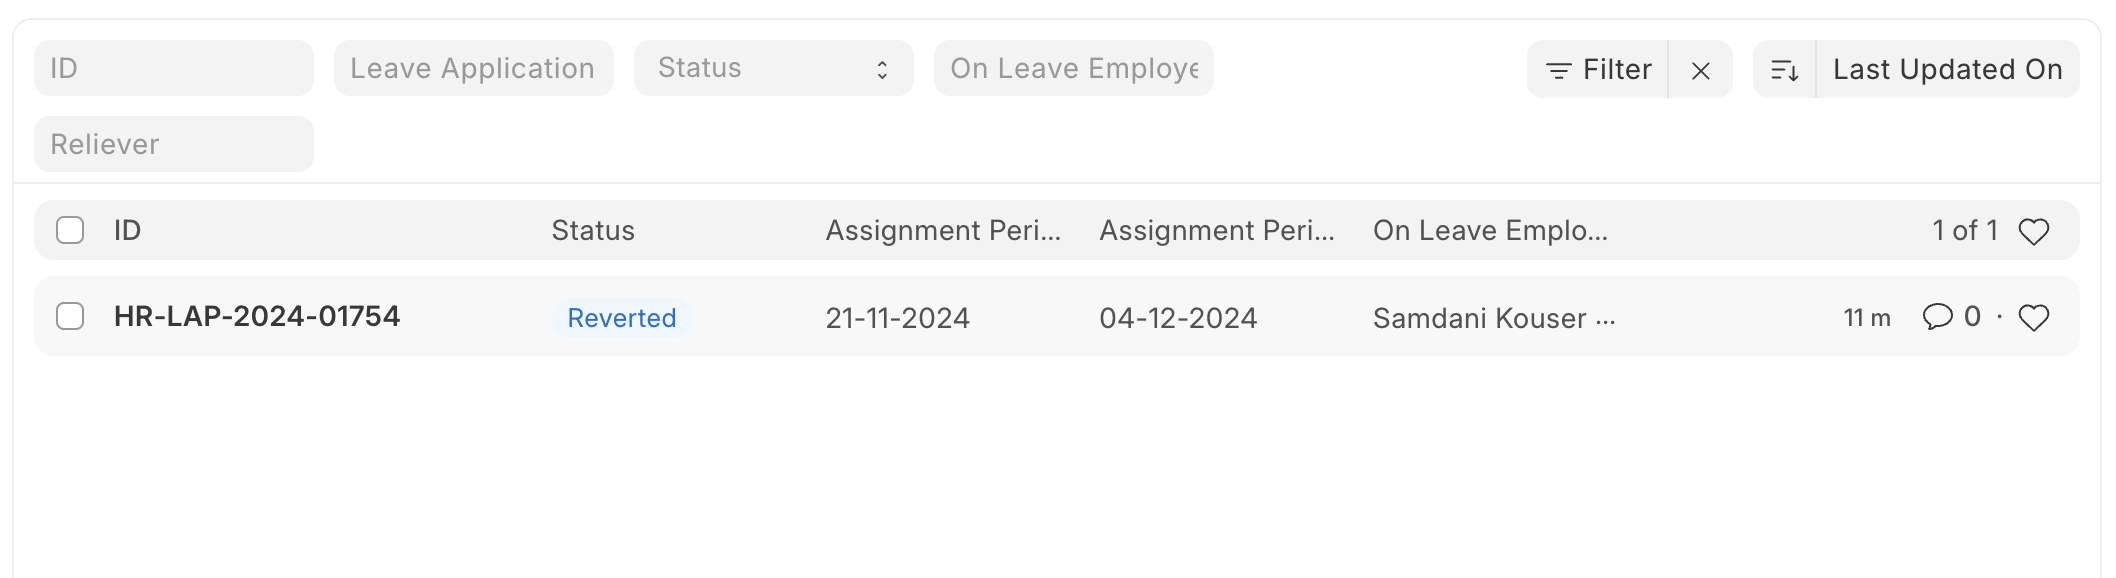 ID Leave Application Status On Leave Employe Filter Last Updated On
Reliever
ID Status Assignment Peri... Assignment Peri... On Leave Emplo... 1 of 1
HR-LAP-2024-01754 Reverted 21-11-2024 04-12-2024 Samdani Kouser ... 11 m 0 ·